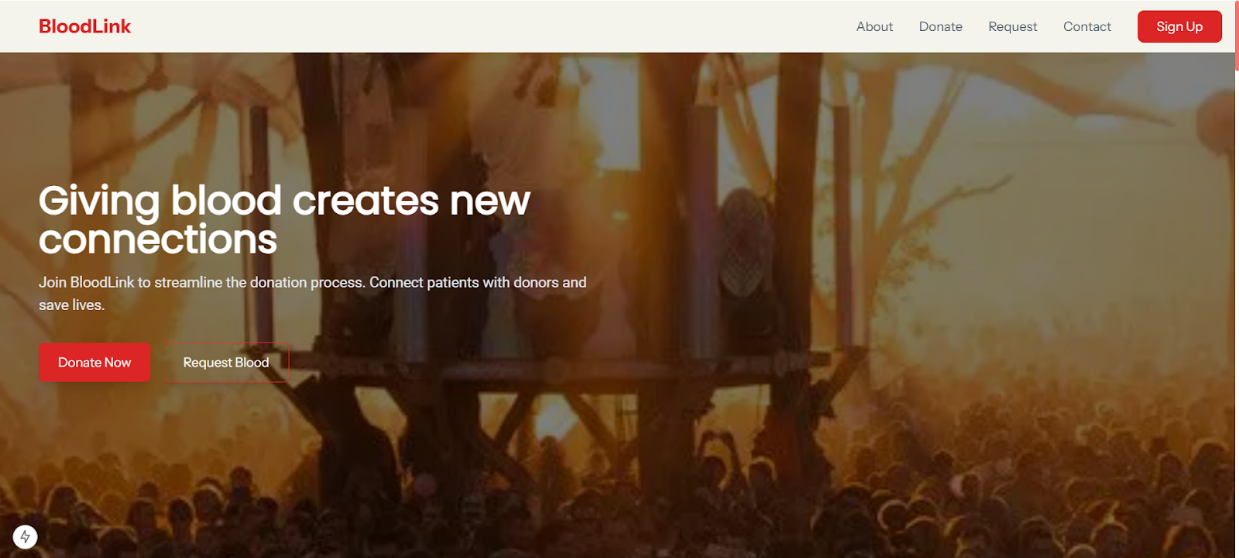 BloodLink
About
Donate
Request
Contact
Sign Up
Giving blood creates new
connections
Join BloodLink to streamline the donation process. Connect patients with donors and
save lives.
Donate Now
Request Blood